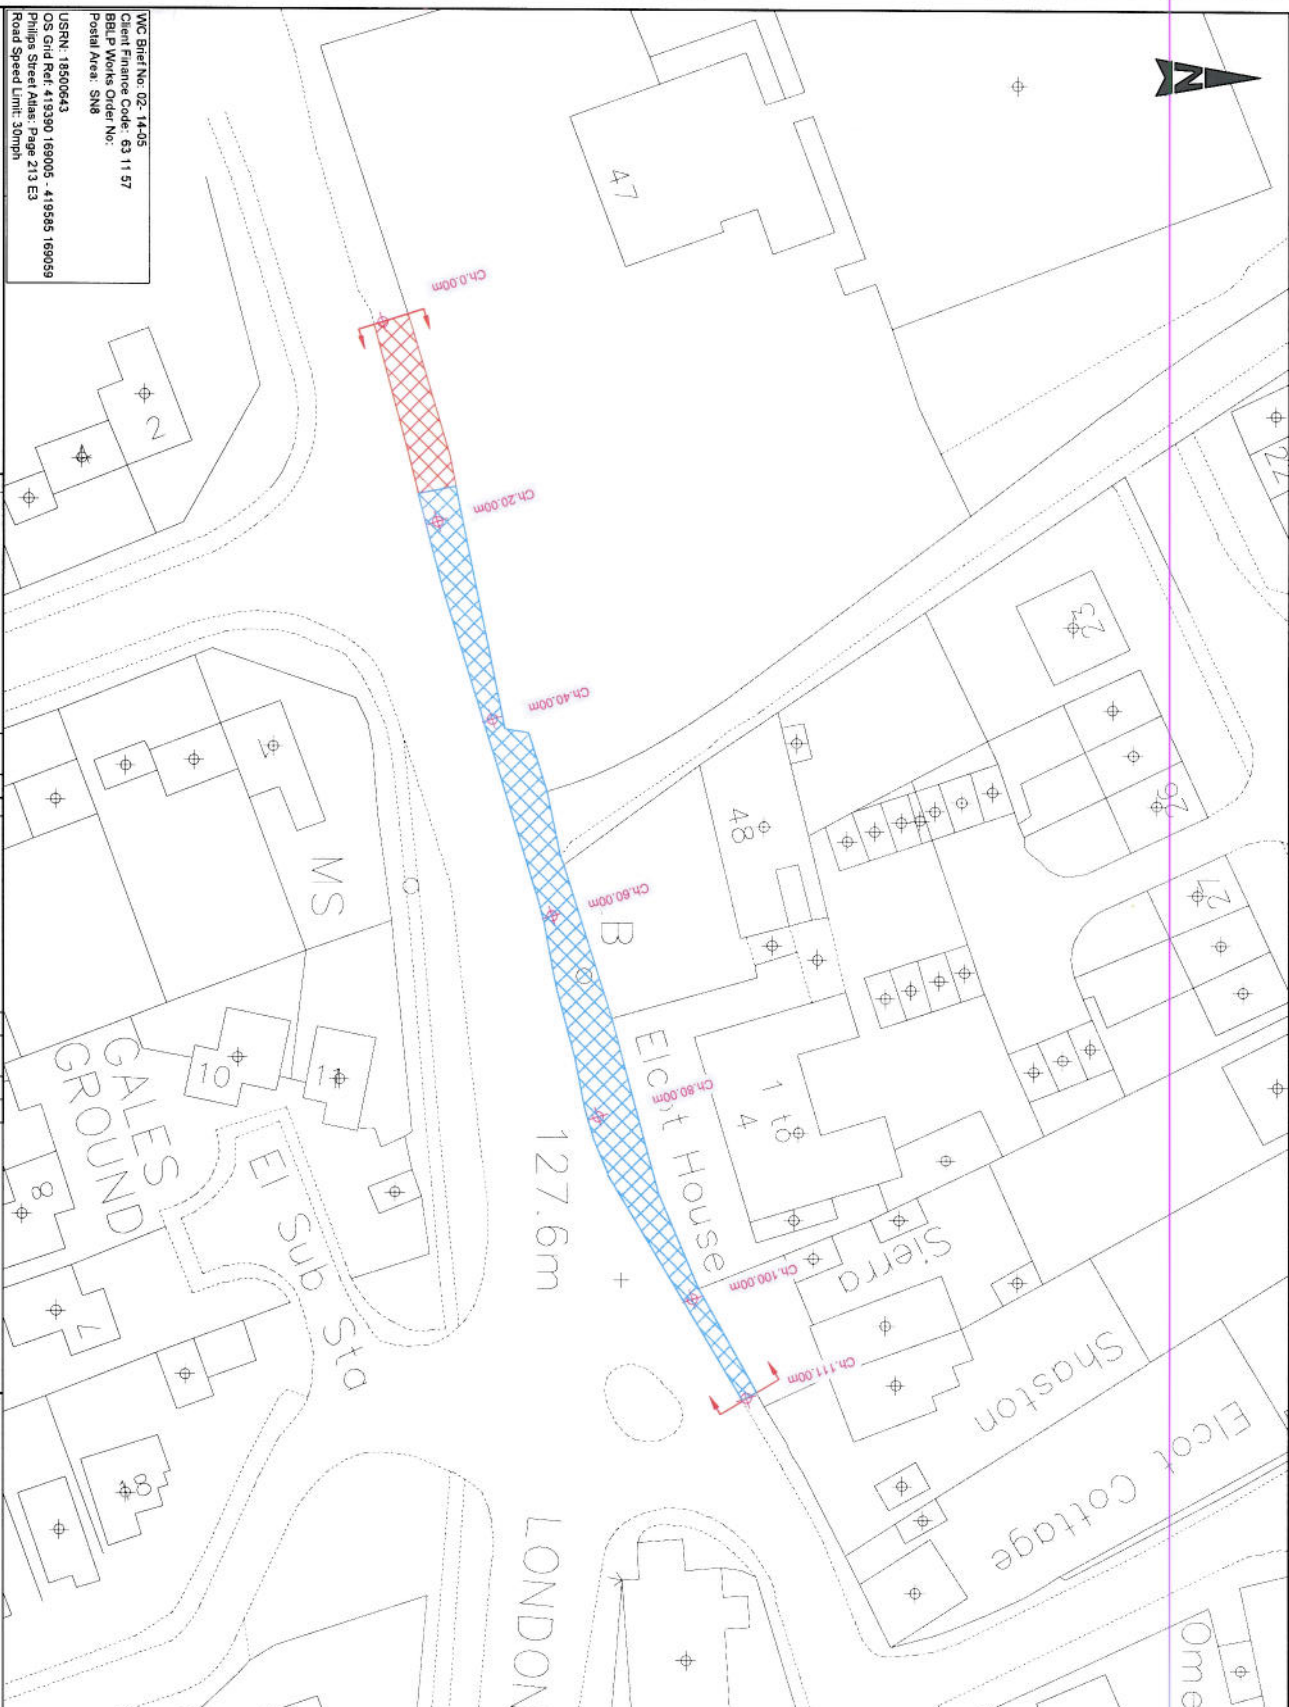 WC Brief No: 02- 14-05
Client Finance Code: 63 11 57
BBLP Works Order No:
Postal Area: SN8
USRN: 18500643
OS Grid Ref: 419390 169005 - 419585 169059
Philips Street Atlas: Page 213 E3
Road Speed Limit: 30mph
N
47
Ch.0.00m
Ch.20.00m
Ch.40.00m
Ch.60.00m
Ch.80.00m
Ch.100.00m
Ch.111.00m
22
23
26
27
48
B
Elcot House
1 to
4
Sierra
Shaston
Elcot Cottage
2
1
MS
10
11
GALES
GROUND
8
7
El Sub Sta
127.6m
LONDON